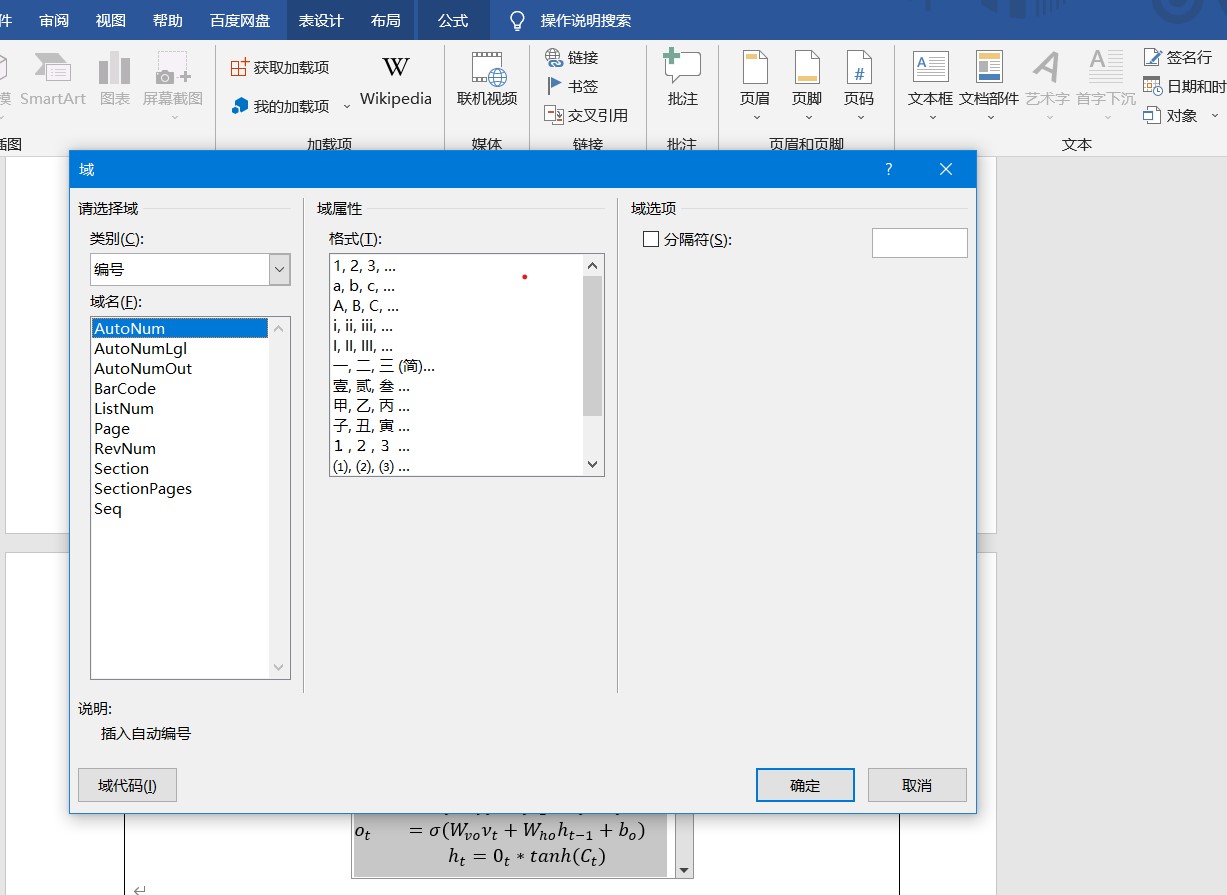 件 审阅 视图 帮助 百度网盘 表设计 布局 公式 操作说明搜索
模 SmartArt 图表 屏幕截图
获取加载项
我的加载项
W
Wikipedia
联机视频
链接
书签
交叉引用
批注
页眉 页脚 页码
文本框 文档部件 艺术字 首字下沉
签名行
日期和时
对象
插图 加载项 媒体 链接 批注 页眉和页脚 文本
域 ?
请选择域
类别(C):
编号
域名(F):
AutoNum
AutoNumLgl
AutoNumOut
BarCode
ListNum
Page
RevNum
Section
SectionPages
Seq
域属性
格式(T):
1, 2, 3, ...
a, b, c, ...
A, B, C, ...
i, ii, iii, ...
I, II, III, ...
一, 二, 三 (简)...
壹, 贰, 叁 ...
甲, 乙, 丙 ...
子, 丑, 寅 ...
1 , 2 , 3 ...
⑴, ⑵, ⑶ ...
域选项
分隔符(S):
说明:
插入自动编号
域代码(I) 确定 取消
o_t = σ(W_{vo}ν_t + W_{ho}h_{t−1} + b_o)
h_t = 0_t ∗ tanh(C_t)